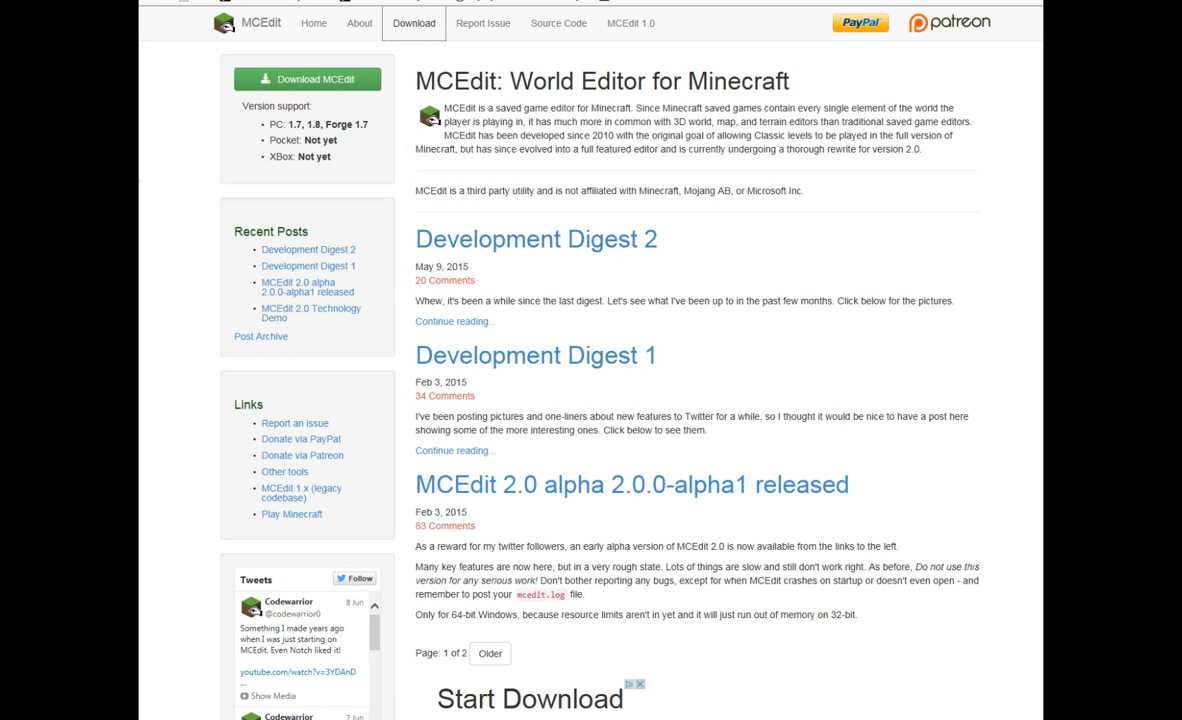 MCEdit Home About Download Report Issue Source Code MCEdit 1.0 PayPal patreon
Download MCEdit
Version support:
• PC: 1.7, 1.8, Forge 1.7
• Pocket: Not yet
• XBox: Not yet
Recent Posts
• Development Digest 2
• Development Digest 1
• MCEdit 2.0 alpha
2.0.0-alpha1 released
• MCEdit 2.0 Technology
Demo
Post Archive
Links
• Report an issue
• Donate via PayPal
• Donate via Patreon
• Other tools
• MCEdit 1.x (legacy
codebase)
• Play Minecraft
Tweets Follow
Codewarrior 8 Jun
@codewarrior0
Something I made years ago
when I was just starting on
MCEdit. Even Notch liked it!
youtube.com/watch?v=3YDAnD
...
Show Media
Codewarrior 7 Jun
MCEdit: World Editor for Minecraft
MCEdit is a saved game editor for Minecraft. Since Minecraft saved games contain every single element of the world the
player is playing in, it has much more in common with 3D world, map, and terrain editors than traditional saved game editors.
MCEdit has been developed since 2010 with the original goal of allowing Classic levels to be played in the full version of
Minecraft, but has since evolved into a full featured editor and is currently undergoing a thorough rewrite for version 2.0.
MCEdit is a third party utility and is not affiliated with Minecraft, Mojang AB, or Microsoft Inc.
Development Digest 2
May 9, 2015
20 Comments
Whew, it's been a while since the last digest. Let's see what I've been up to in the past few months. Click below for the pictures.
Continue reading...
Development Digest 1
Feb 3, 2015
34 Comments
I've been posting pictures and one-liners about new features to Twitter for a while, so I thought it would be nice to have a post here
showing some of the more interesting ones. Click below to see them.
Continue reading...
MCEdit 2.0 alpha 2.0.0-alpha1 released
Feb 3, 2015
83 Comments
As a reward for my twitter followers, an early alpha version of MCEdit 2.0 is now available from the links to the left.
Many key features are now here, but in a very rough state. Lots of things are slow and still don't work right. As before, Do not use this
version for any serious work! Don't bother reporting any bugs, except for when MCEdit crashes on startup or doesn't even open - and
remember to post your mcedit.log file.
Only for 64-bit Windows, because resource limits aren't in yet and it will just run out of memory on 32-bit.
Page: 1 of 2 Older
Start Download